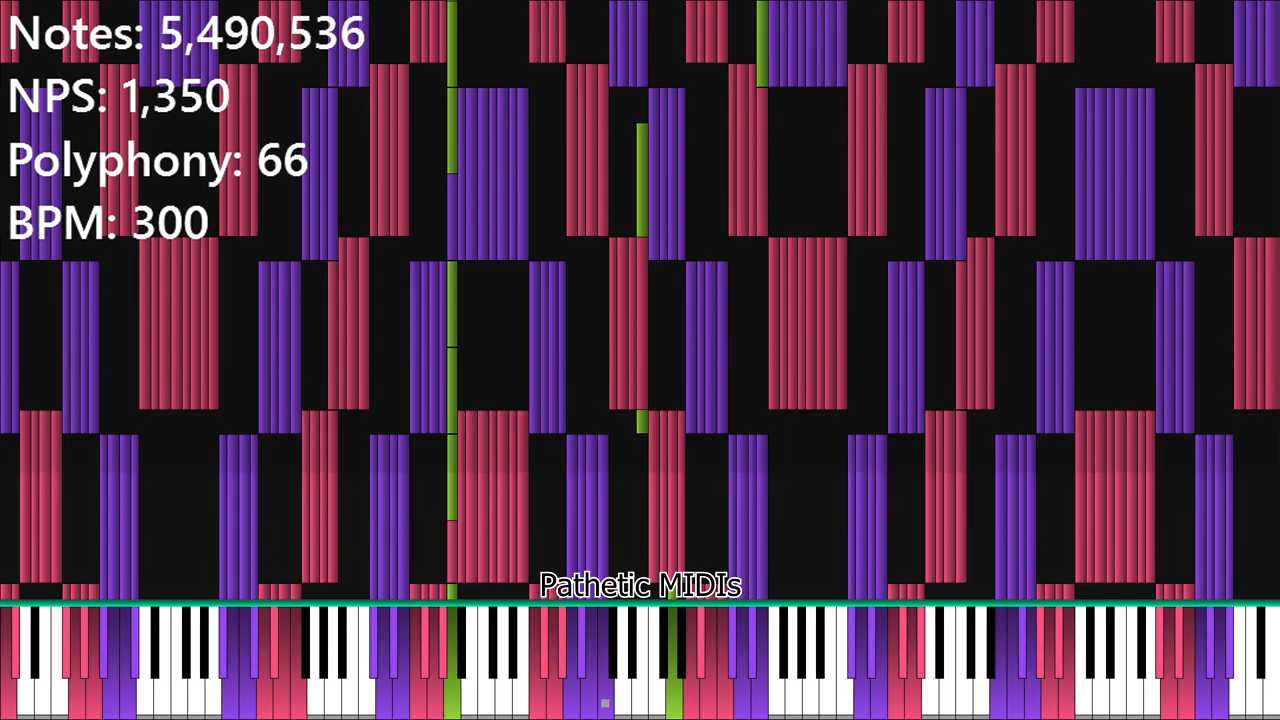 Notes: 5,490,536
NPS: 1,350
Polyphony: 66
BPM: 300
Pathetic MIDIs